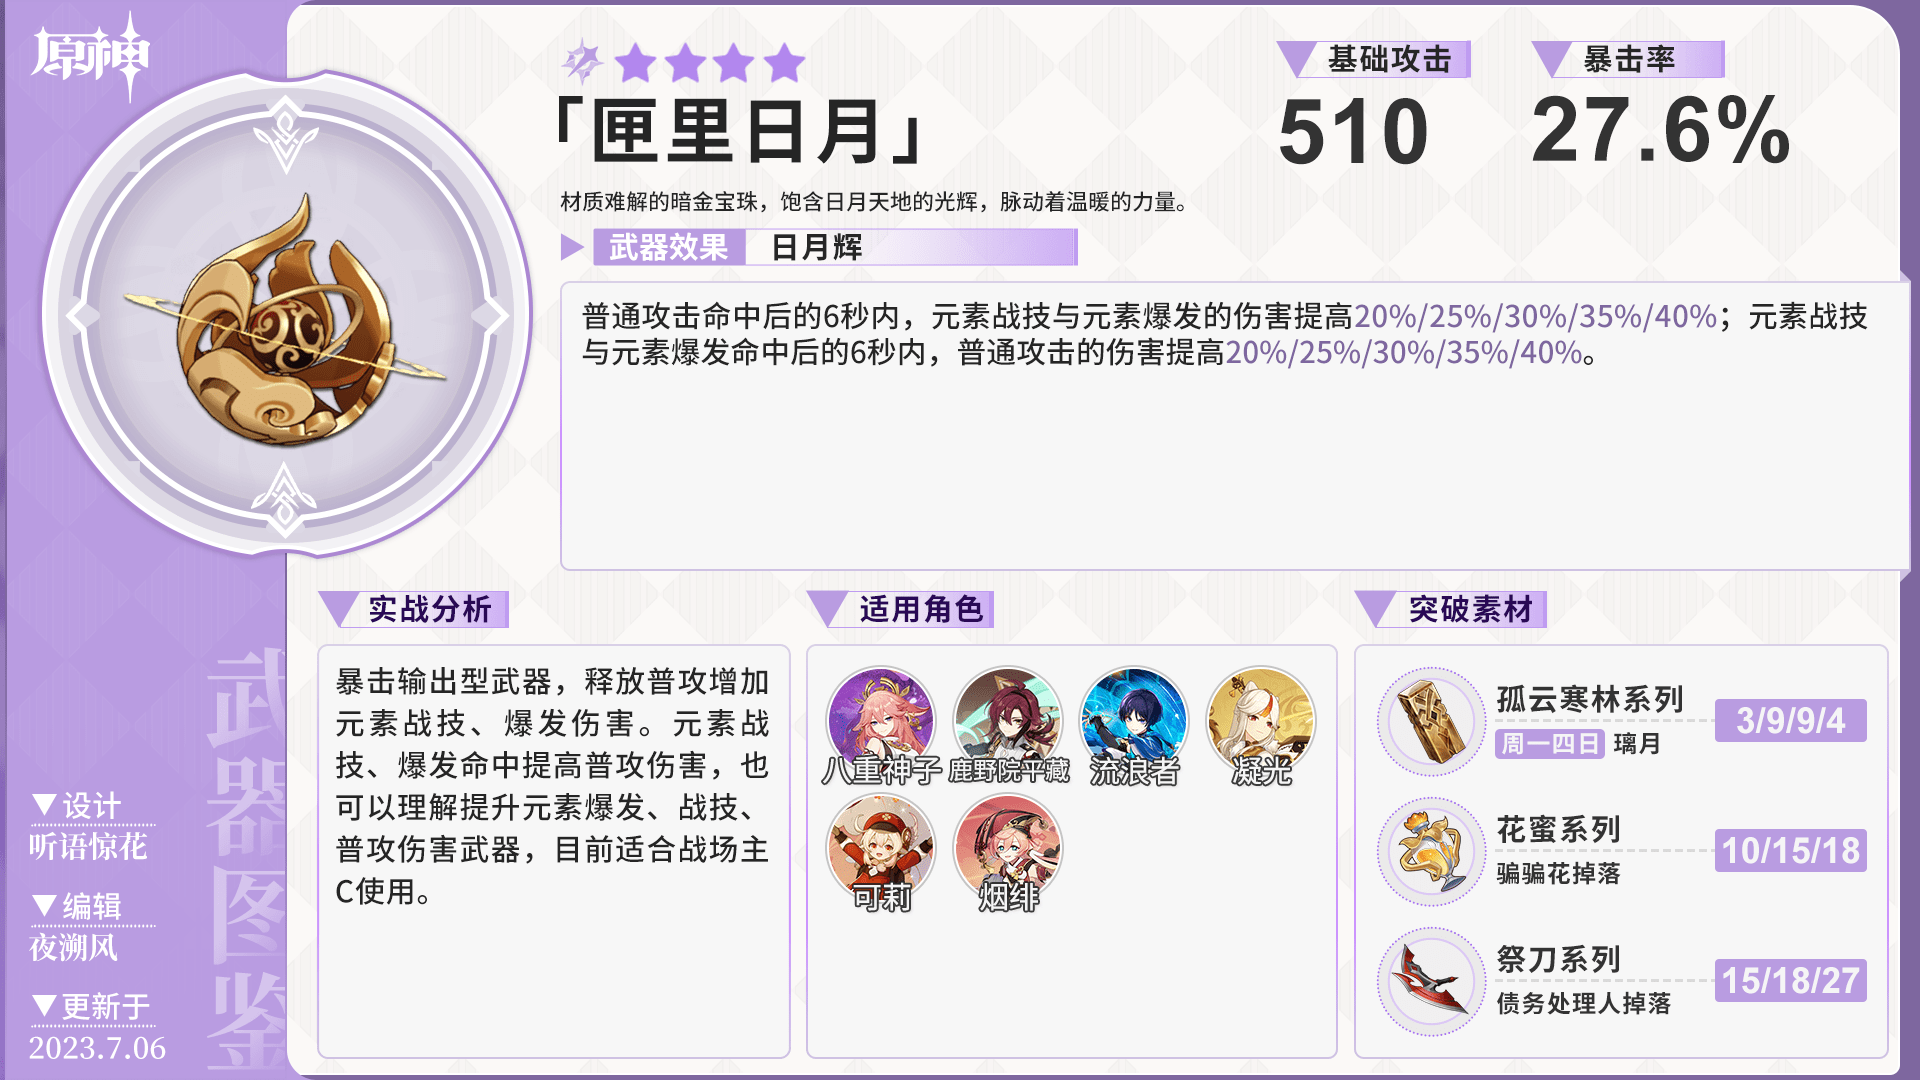 原神
「匣里日月」
基础攻击
510
暴击率
27.6%
材质难解的暗金宝珠，饱含日月天地的光辉，脉动着温暖的力量。
武器效果 日月辉
普通攻击命中后的6秒内，元素战技与元素爆发的伤害提高20%/25%/30%/35%/40%；元素战技
与元素爆发命中后的6秒内，普通攻击的伤害提高20%/25%/30%/35%/40%。
实战分析
暴击输出型武器，释放普攻增加
元素战技、爆发伤害。元素战
技、爆发命中提高普攻伤害，也
可以理解提升元素爆发、战技、
普攻伤害武器，目前适合战场主
C使用。
适用角色
八重神子 鹿野院平藏 流浪者 凝光
可莉 烟绯
突破素材
孤云寒林系列
周一四日 璃月
3/9/9/4
花蜜系列
骗骗花掉落
10/15/18
祭刀系列
债务处理人掉落
15/18/27
武器图鉴
▼设计
听语惊花
▼编辑
夜溯风
▼更新于
2023.7.06